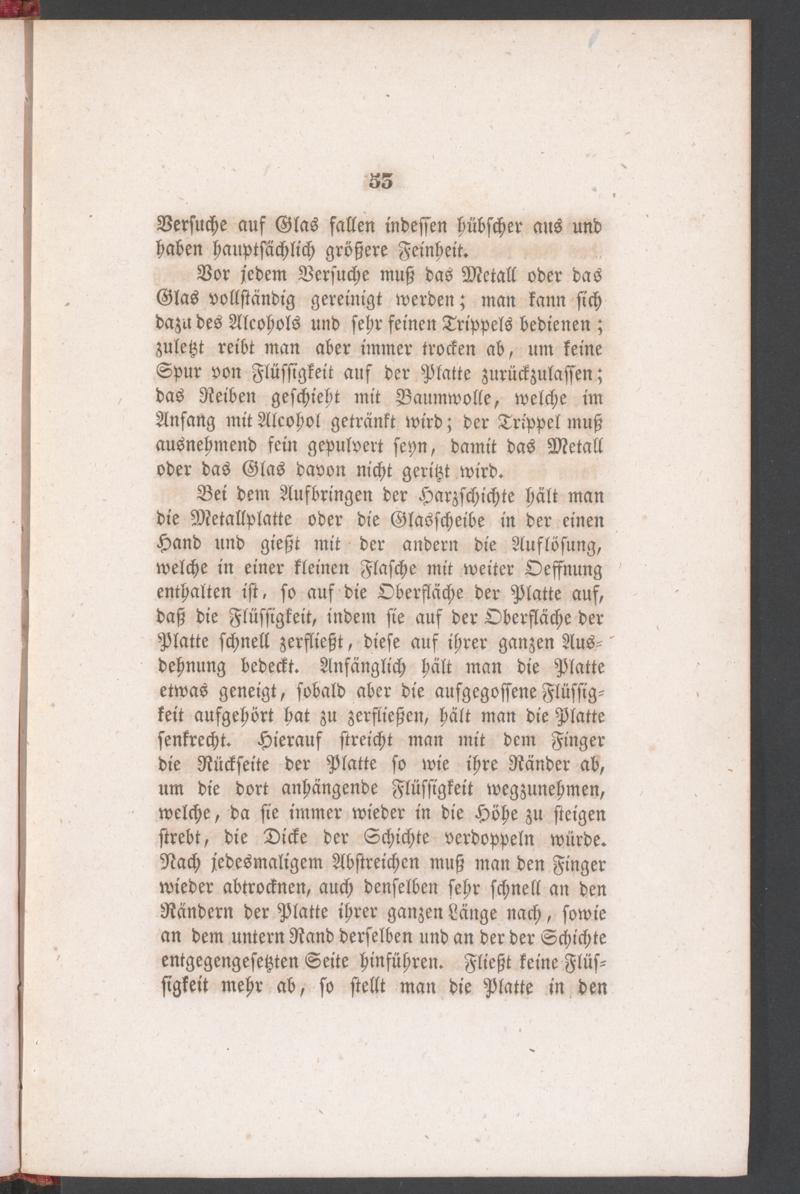 53
Versuche auf Glas fallen indessen hübscher aus und
haben hauptsächlich größere Feinheit.
Vor jedem Versuche muß das Metall oder das
Glas vollständig gereinigt werden; man kann sich
dazu des Alcohols und sehr feinen Trippels bedienen;
zuletzt reibt man aber immer trocken ab, um keine
Spur von Flüssigkeit auf der Platte zurückzulassen;
das Reiben geschieht mit Baumwolle, welche im
Anfang mit Alcohol getränkt wird; der Trippel muß
ausnehmend fein gepulvert seyn, damit das Metall
oder das Glas davon nicht geritzt wird.
Bei dem Aufbringen der Harzschichte hält man
die Metallplatte oder die Glasscheibe in der einen
Hand und gießt mit der andern die Auflösung,
welche in einer kleinen Flasche mit weiter Oeffnung
enthalten ist, so auf die Oberfläche der Platte auf,
daß die Flüssigkeit, indem sie auf der Oberfläche der
Platte schnell zerfließt, diese auf ihrer ganzen Aus-
dehnung bedeckt. Anfänglich hält man die Platte
etwas geneigt, sobald aber die aufgegossene Flüssig-
keit aufgehört hat zu zerfließen, hält man die Platte
senkrecht. Hierauf streicht man mit dem Finger
die Rückseite der Platte so wie ihre Ränder ab,
um die dort anhängende Flüssigkeit wegzunehmen,
welche, da sie immer wieder in die Höhe zu steigen
strebt, die Dicke der Schichte verdoppeln würde.
Nach jedesmaligem Abstreichen muß man den Finger
wieder abtrocknen, auch denselben sehr schnell an den
Rändern der Platte ihrer ganzen Länge nach, sowie
an dem untern Rand derselben und an der der Schichte
entgegengesetzten Seite hinführen. Fließt keine Flüs-
sigkeit mehr ab, so stellt man die Platte in den